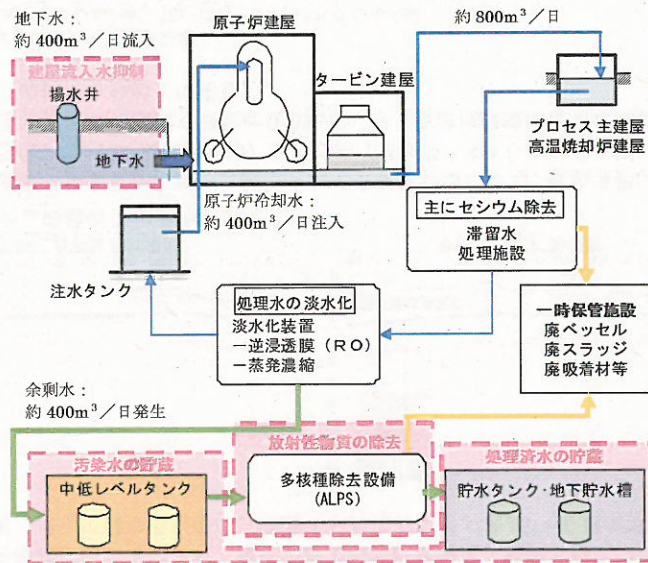 地下水：
約400m³／日流入
建屋流入水抑制
揚水井
地下水
原子炉建屋
タービン建屋
約800m³／日
プロセス主建屋
高温焼却炉建屋
原子炉冷却水：
約400m³／日注入
注水タンク
主にセシウム除去
滞留水
処理施設
処理水の淡水化
淡水化装置
－逆浸透膜（RO）
－蒸発濃縮
一時保管施設
廃ベッセル
廃スラッジ
廃吸着材等
余剰水：
約400m³／日発生
汚染水の貯蔵
中低レベルタンク
放射性物質の除去
多核種除去設備
(ALPS)
処理済水の貯蔵
貯水タンク・地下貯水槽